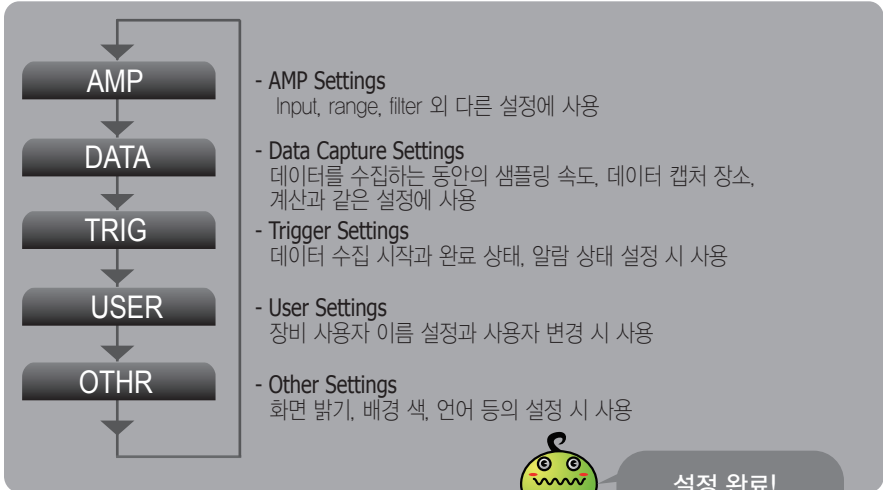 AMP
- AMP Settings
Input, range, filter 외 다른 설정에 사용
DATA
- Data Capture Settings
데이터를 수집하는 동안의 샘플링 속도, 데이터 캡처 장소,
계산과 같은 설정에 사용
TRIG
- Trigger Settings
데이터 수집 시작과 완료 상태, 알람 상태 설정 시 사용
USER
- User Settings
장비 사용자 이름 설정과 사용자 변경 시 사용
OTHR
- Other Settings
화면 밝기, 배경 색, 언어 등의 설정 시 사용
설정 완료!